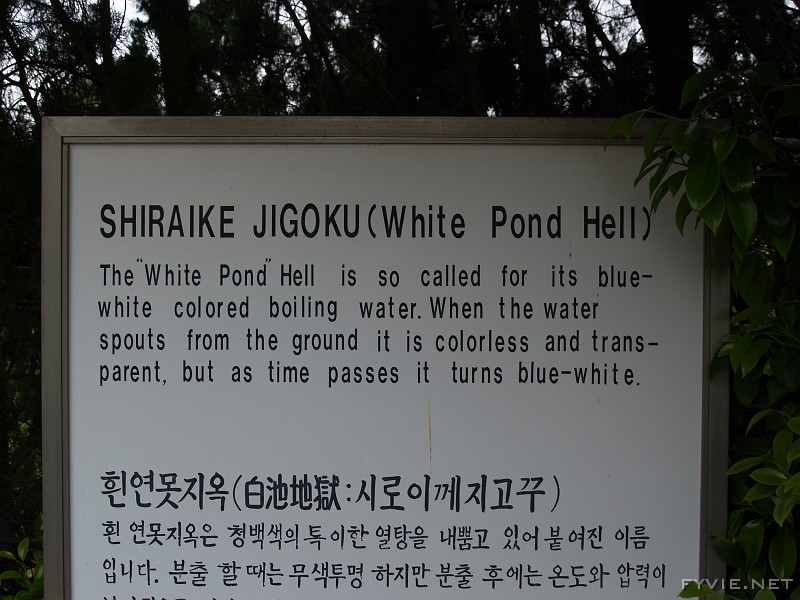 SHIRAIKE JIGOKU(White Pond Hell)
The "White Pond" Hell is so called for its blue-
white colored boiling water. When the water
spouts from the ground it is colorless and trans-
parent, but as time passes it turns blue-white.
흰연못지옥(白池地獄:시로이께지고꾸)
흰 연못지옥은 청백색의 특이한 열탕을 내뿜고 있어 붙여진 이름
입니다. 분출 할 때는 무색투명 하지만 분출 후에는 온도와 압력이
FYVIE.NET